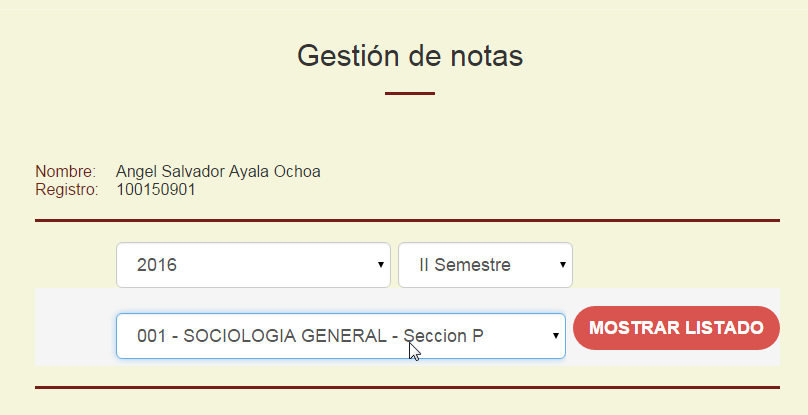 Gestión de notas
Nombre: Angel Salvador Ayala Ochoa
Registro: 100150901
2016 II Semestre
001 - SOCIOLOGIA GENERAL - Seccion P MOSTRAR LISTADO